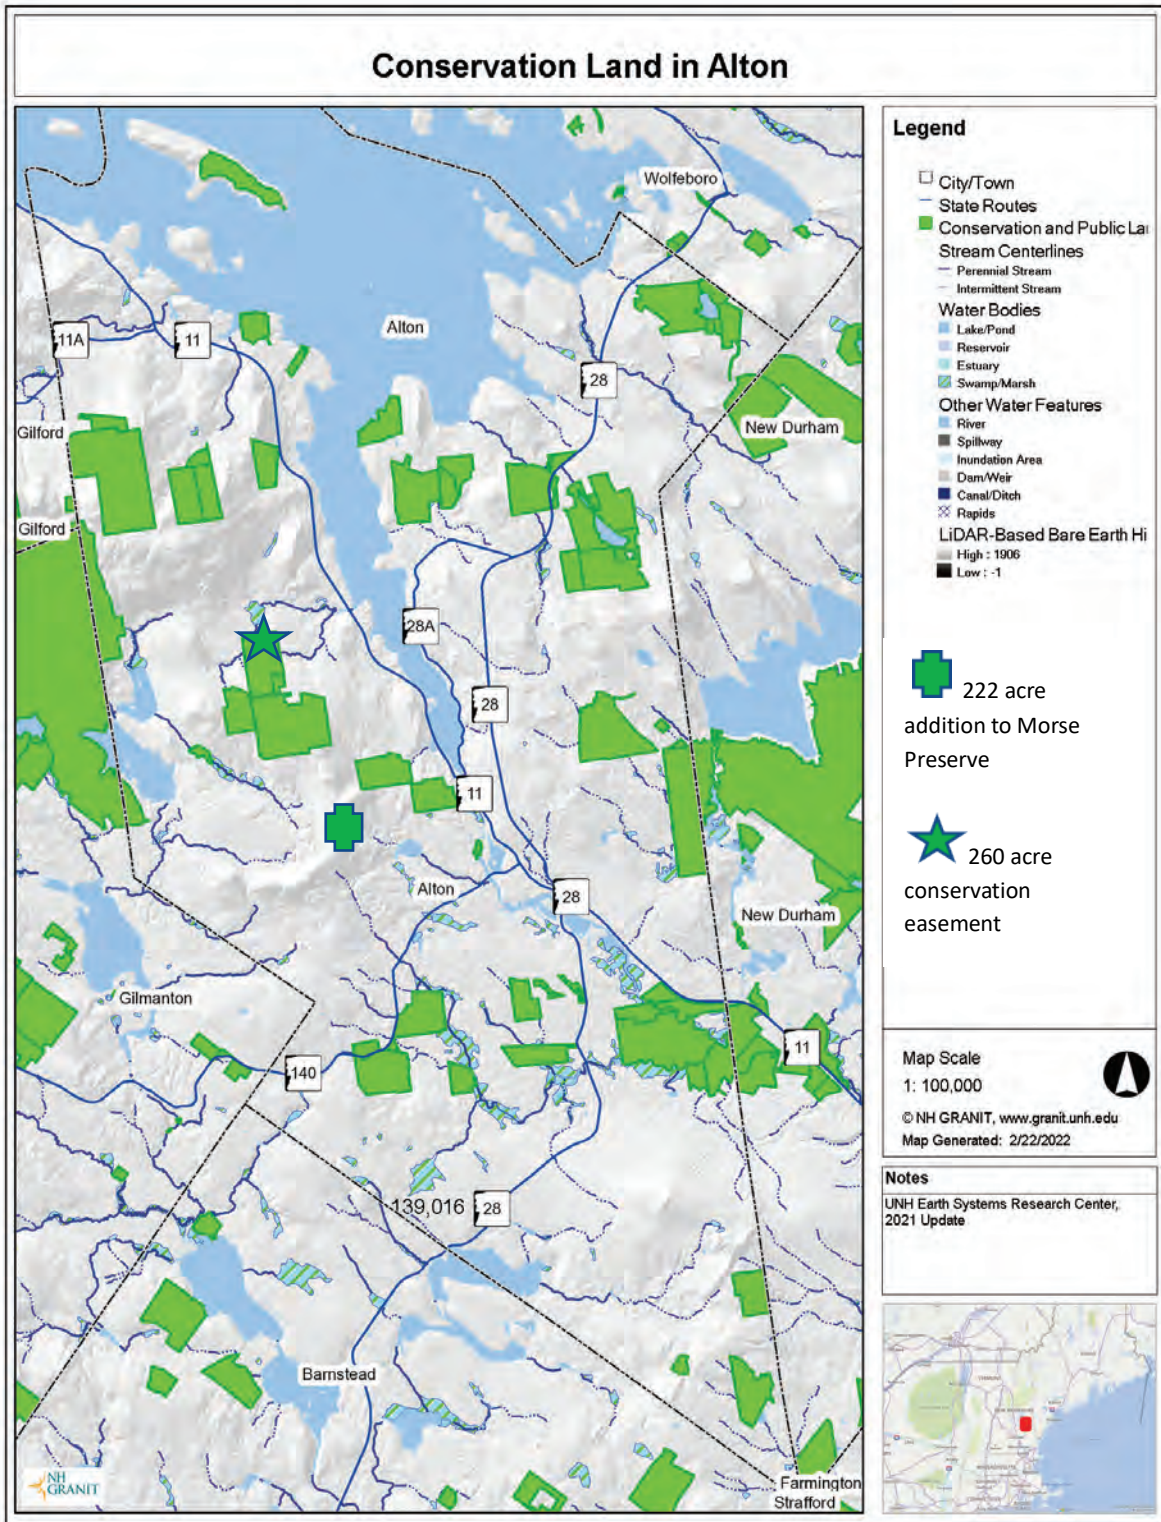 Conservation Land in Alton
Wolfeboro
Alton
11A
11
28
Gilford
New Durham
Gilford
28A
28
11
Alton
28
New Durham
Gilmanton
140
11
139,016
28
Barnstead
Farmington
Strafford
NH
GRANIT
Legend
City/Town
State Routes
Conservation and Public La
Stream Centerlines
Perennial Stream
Intermittent Stream
Water Bodies
Lake/Pond
Reservoir
Estuary
Swamp/Marsh
Other Water Features
River
Spillway
Inundation Area
Dam/Weir
Canal/Ditch
Rapids
LiDAR-Based Bare Earth Hi
High : 1906
Low : -1
222 acre
addition to Morse
Preserve
260 acre
conservation
easement
Map Scale
1: 100,000
© NH GRANIT, www.granit.unh.edu
Map Generated: 2/22/2022
Notes
UNH Earth Systems Research Center,
2021 Update